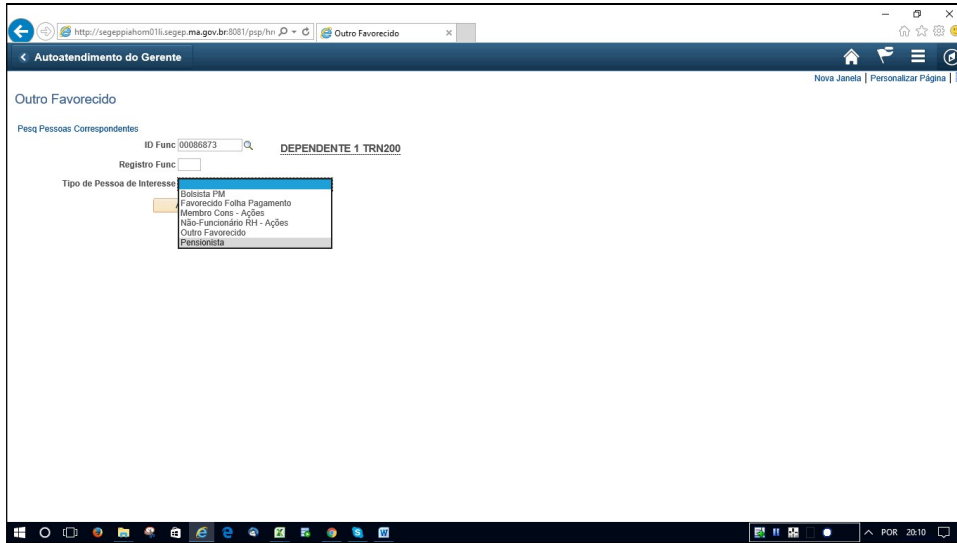 http://segeppiahom01li.segep.ma.gov.br:8081/psp/hri
Outro Favorecido
Autoatendimento do Gerente
Nova Janela | Personalizar Página |
Outro Favorecido
Pesq Pessoas Correspondentes
ID Func 00086873 DEPENDENTE 1 TRN200
Registro Func
Tipo de Pessoa de Interesse
Bolsista PM
Favorecido Folha Pagamento
Membro Cons - Ações
Não-Funcionário RH - Ações
Outro Favorecido
Pensionista
POR 20:10